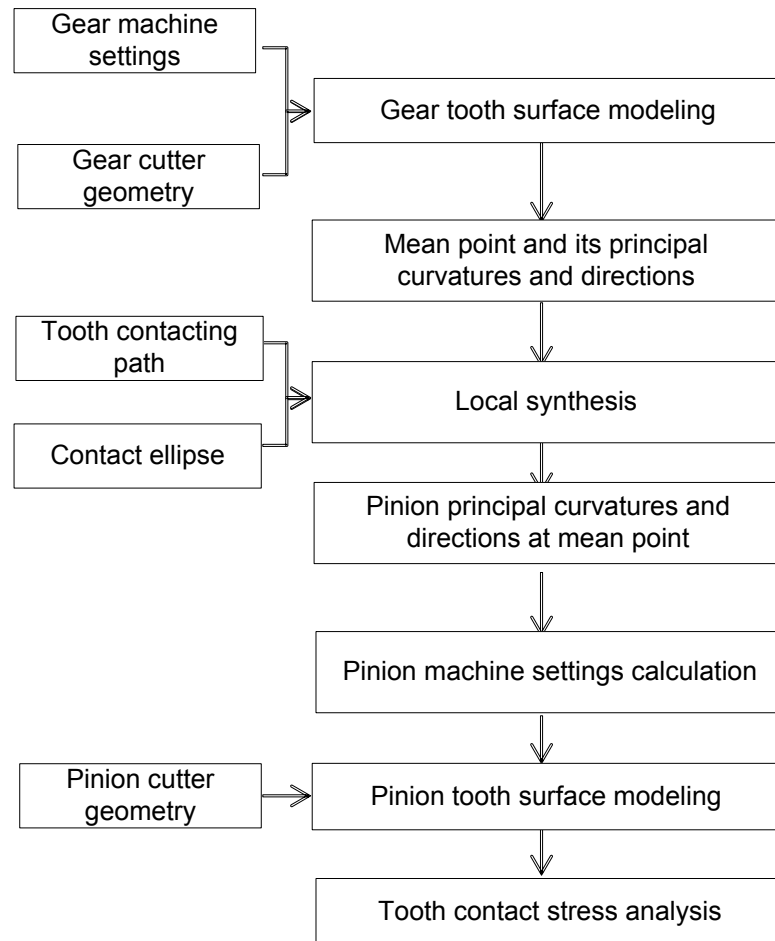 Gear machine
settings
Gear cutter
geometry
Gear tooth surface modeling
Mean point and its principal
curvatures and directions
Tooth contacting
path
Contact ellipse
Local synthesis
Pinion principal curvatures and
directions at mean point
Pinion machine settings calculation
Pinion cutter
geometry
Pinion tooth surface modeling
Tooth contact stress analysis